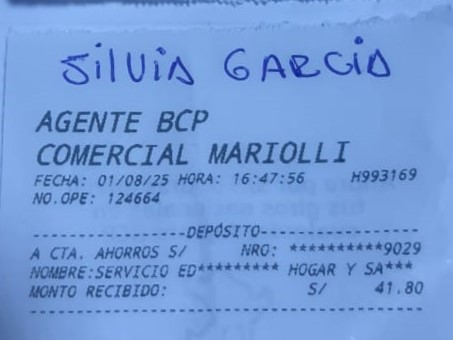 SilviA GARCiA
AGENTE BCP
COMERCIAL MARIOLLI
FECHA: 01/08/25 HORA: 16:47:56 H993169
NO.OPE: 124664
--------------------DEPÓSITO--------------------
A CTA. AHORROS S/ NRO: **********9029
NOMBRE:SERVICIO ED********* HOGAR Y SA***
MONTO RECIBIDO: S/ 41.80